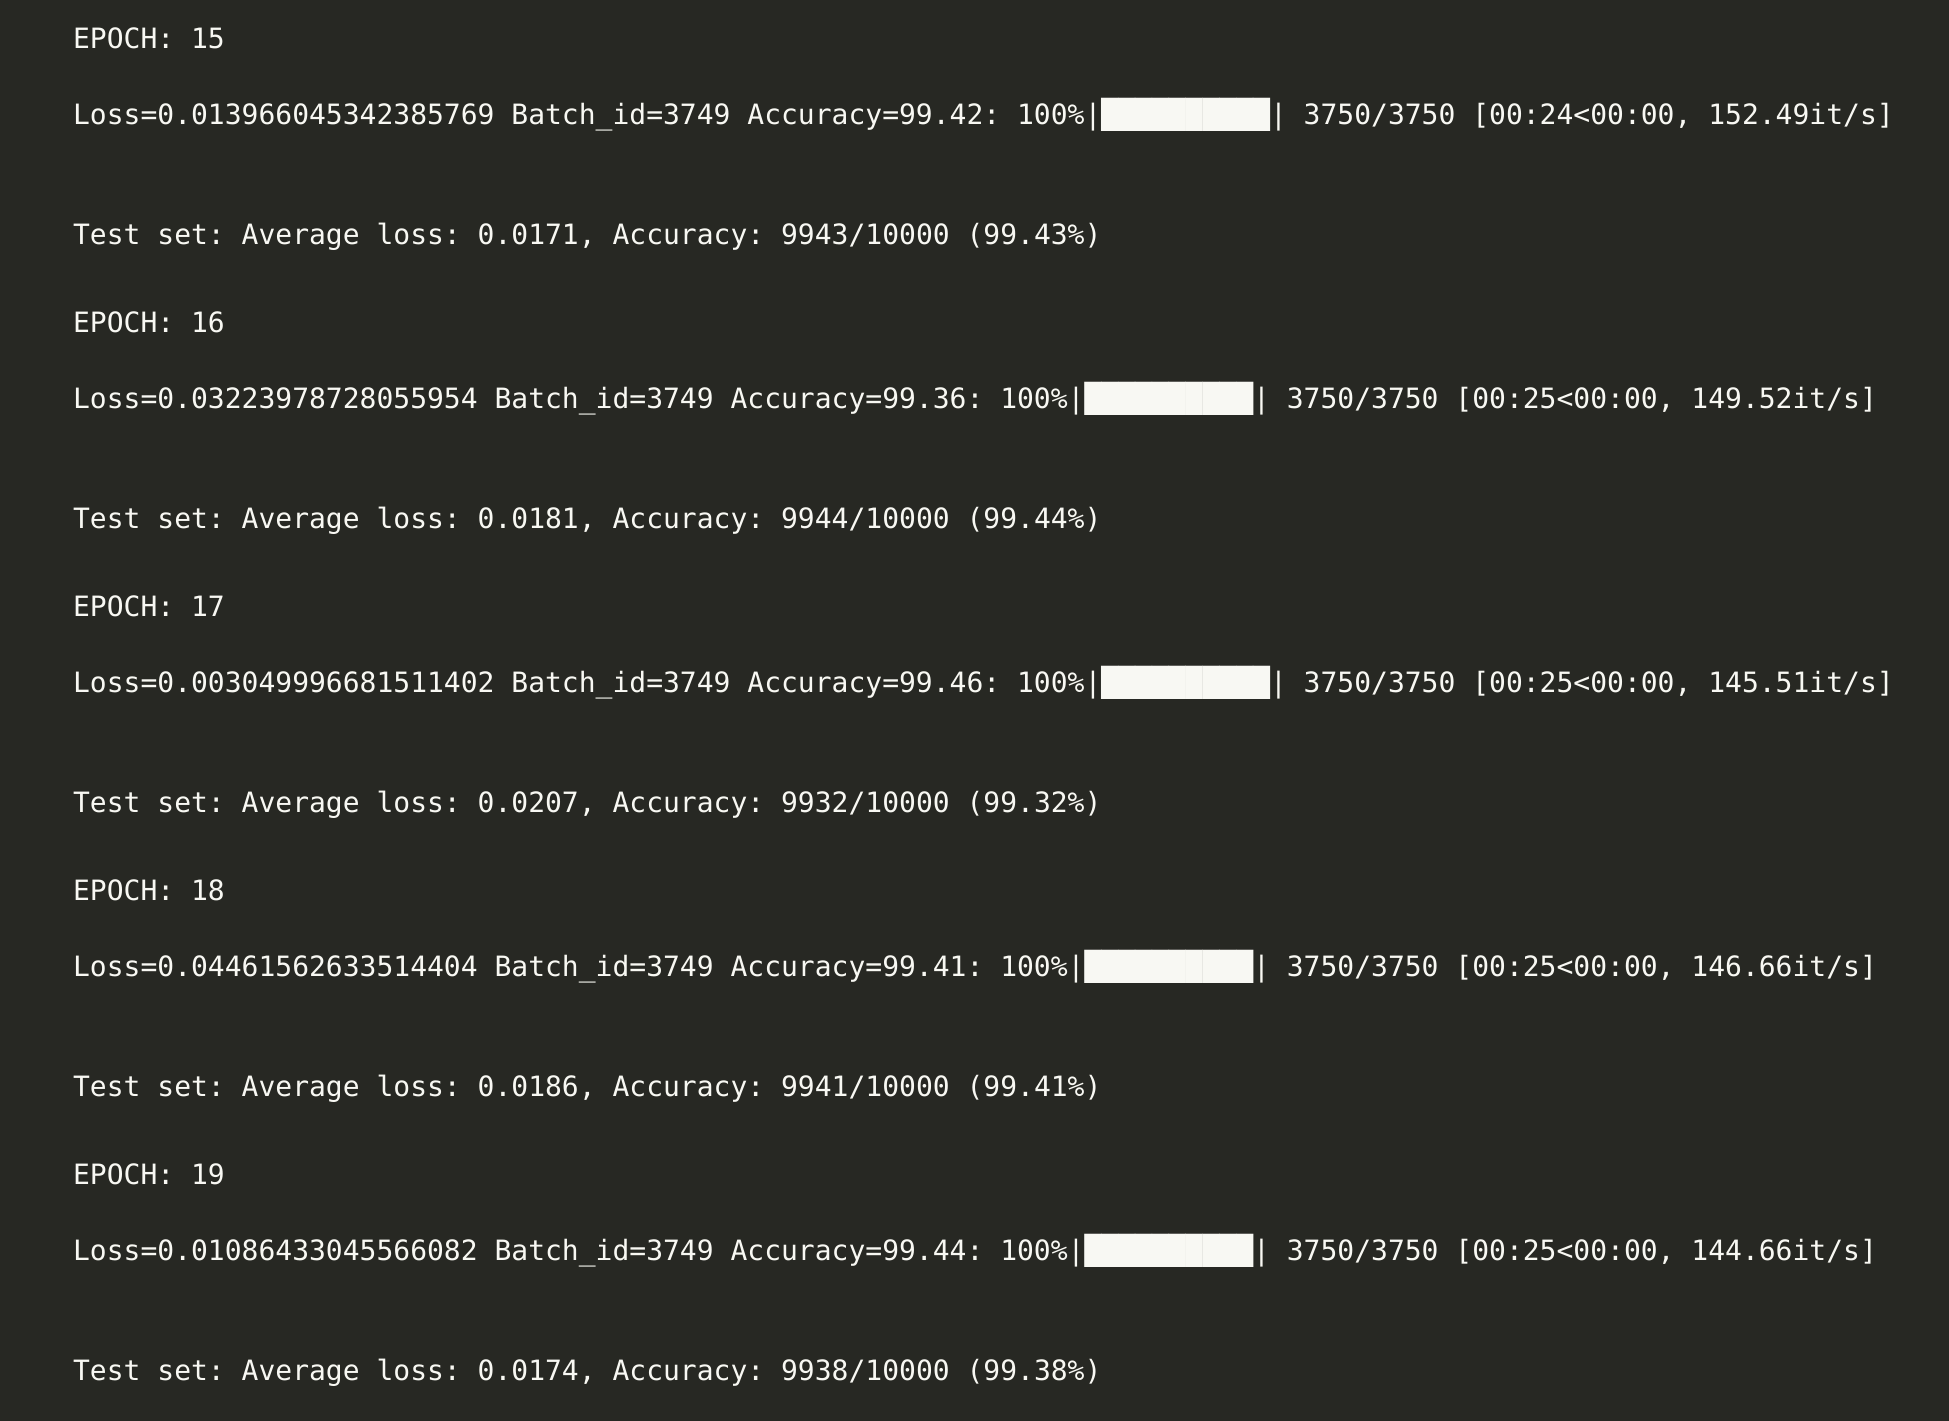 EPOCH: 15
Loss=0.013966045342385769 Batch_id=3749 Accuracy=99.42: 100%|██████████| 3750/3750 [00:24<00:00, 152.49it/s]
Test set: Average loss: 0.0171, Accuracy: 9943/10000 (99.43%)
EPOCH: 16
Loss=0.03223978728055954 Batch_id=3749 Accuracy=99.36: 100%|██████████| 3750/3750 [00:25<00:00, 149.52it/s]
Test set: Average loss: 0.0181, Accuracy: 9944/10000 (99.44%)
EPOCH: 17
Loss=0.003049996681511402 Batch_id=3749 Accuracy=99.46: 100%|██████████| 3750/3750 [00:25<00:00, 145.51it/s]
Test set: Average loss: 0.0207, Accuracy: 9932/10000 (99.32%)
EPOCH: 18
Loss=0.04461562633514404 Batch_id=3749 Accuracy=99.41: 100%|██████████| 3750/3750 [00:25<00:00, 146.66it/s]
Test set: Average loss: 0.0186, Accuracy: 9941/10000 (99.41%)
EPOCH: 19
Loss=0.01086433045566082 Batch_id=3749 Accuracy=99.44: 100%|██████████| 3750/3750 [00:25<00:00, 144.66it/s]
Test set: Average loss: 0.0174, Accuracy: 9938/10000 (99.38%)